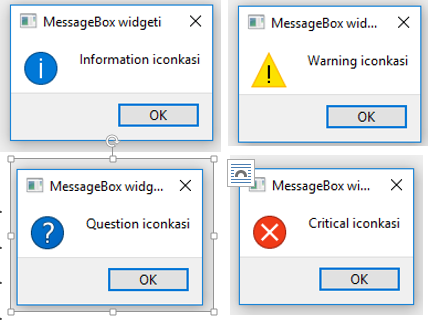 MessageBox widgeti
Information iconkasi
OK
MessageBox wid...
Warning iconkasi
OK
MessageBox widg...
Question iconkasi
OK
MessageBox wi...
Critical iconkasi
OK